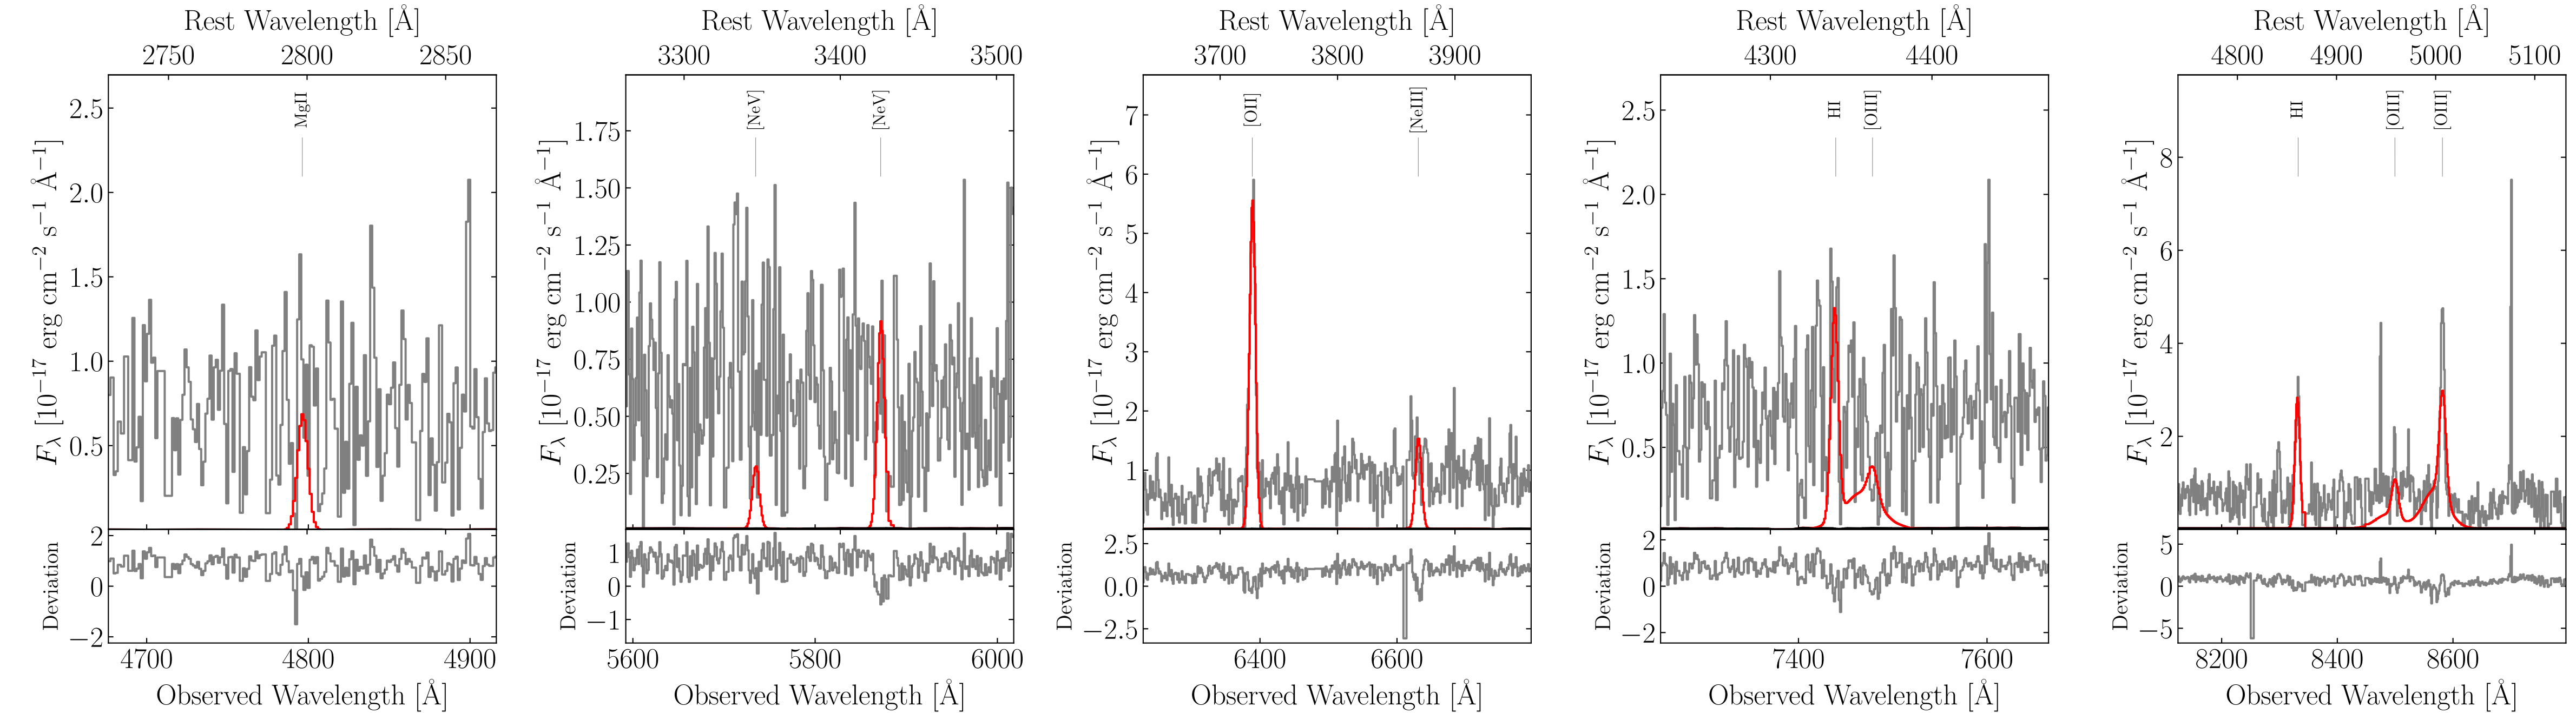 Rest Wavelength [Å]
2750 2800 2850
MgII
2.5
2.0
1.5
1.0
0.5
F_λ [10⁻¹⁷ erg cm⁻² s⁻¹ Å⁻¹]
2
0
−2
Deviation
4700 4800 4900
Observed Wavelength [Å]
Rest Wavelength [Å]
3300 3400 3500
[NeV] [NeV]
1.75
1.50
1.25
1.00
0.75
0.50
0.25
F_λ [10⁻¹⁷ erg cm⁻² s⁻¹ Å⁻¹]
1
0
−1
Deviation
5600 5800 6000
Observed Wavelength [Å]
Rest Wavelength [Å]
3700 3800 3900
[OII] [NeIII]
7
6
5
4
3
2
1
F_λ [10⁻¹⁷ erg cm⁻² s⁻¹ Å⁻¹]
2.5
0.0
−2.5
Deviation
6400 6600
Observed Wavelength [Å]
Rest Wavelength [Å]
4300 4400
HI [OIII]
2.5
2.0
1.5
1.0
0.5
F_λ [10⁻¹⁷ erg cm⁻² s⁻¹ Å⁻¹]
2
0
−2
Deviation
7400 7600
Observed Wavelength [Å]
Rest Wavelength [Å]
4800 4900 5000 5100
HI [OIII] [OIII]
8
6
4
2
F_λ [10⁻¹⁷ erg cm⁻² s⁻¹ Å⁻¹]
5
0
−5
Deviation
8200 8400 8600
Observed Wavelength [Å]